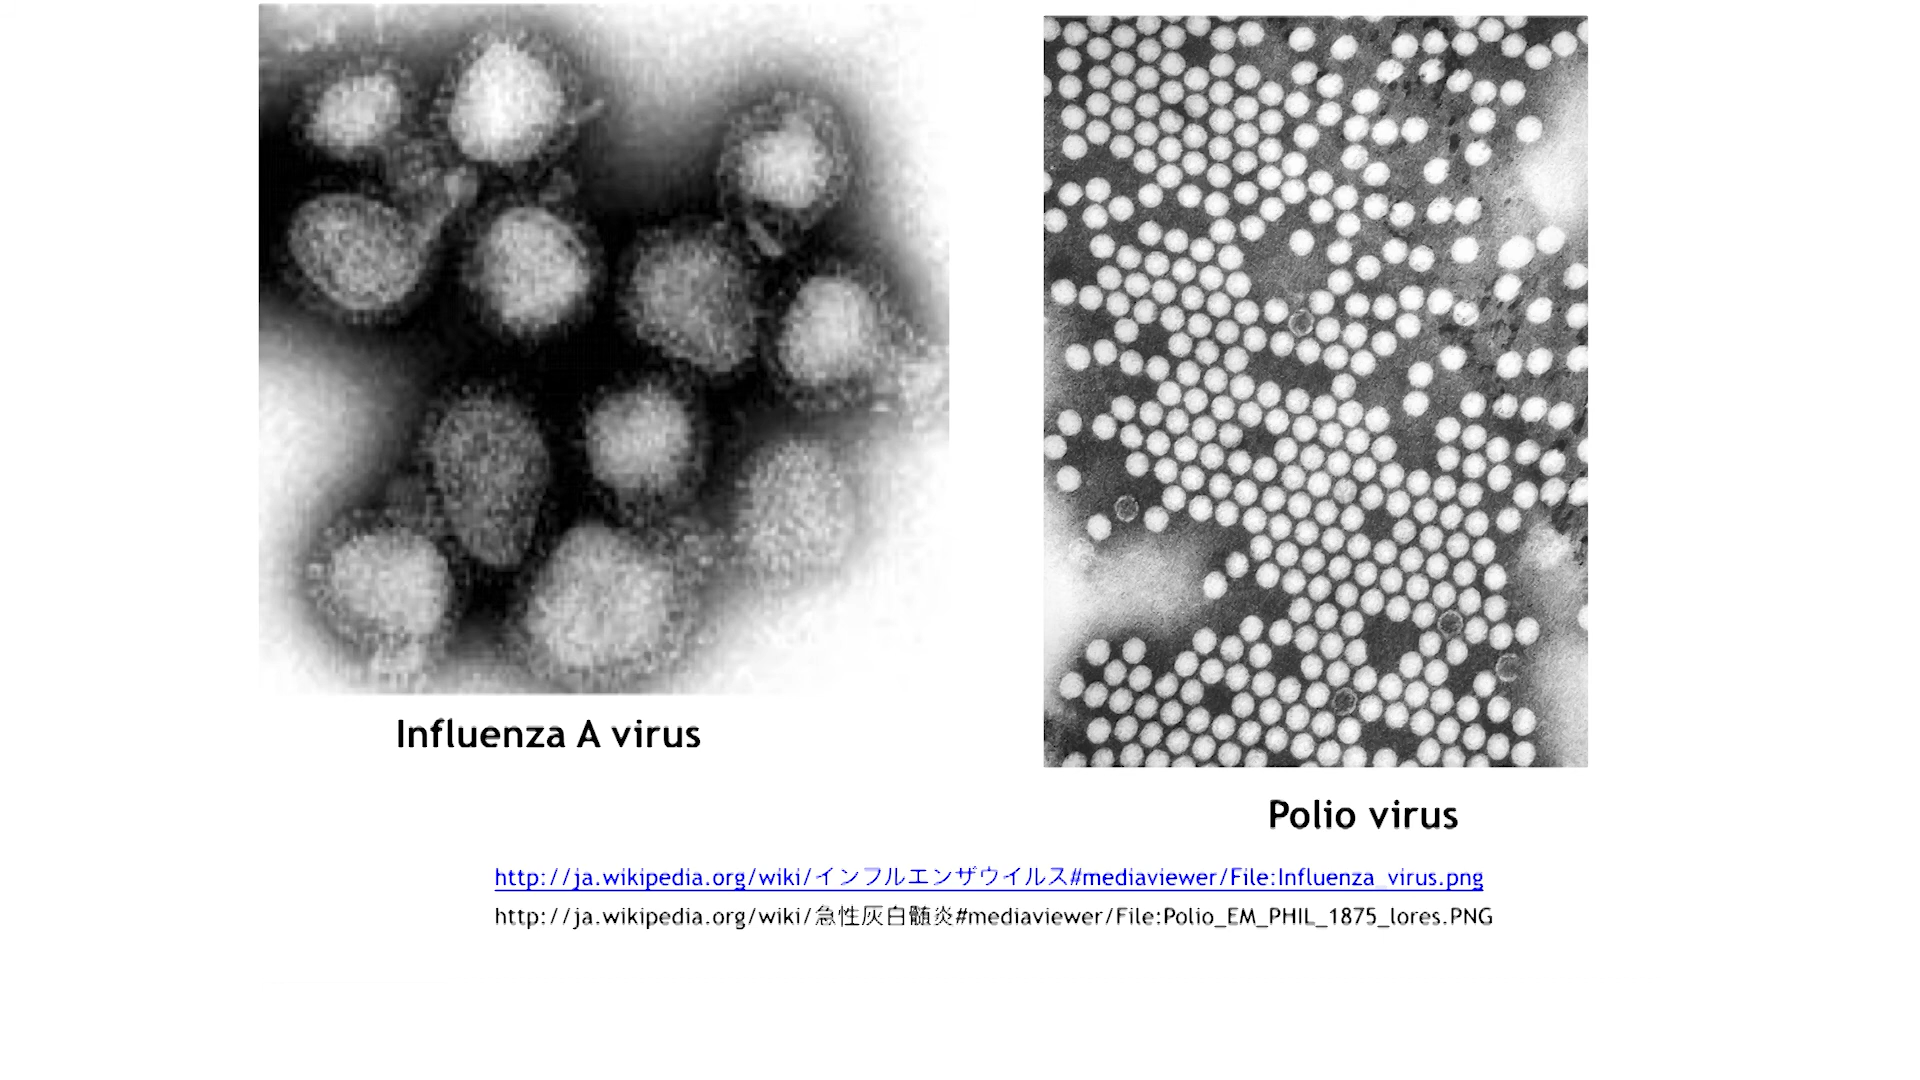 Influenza A virus
Polio virus
http://ja.wikipedia.org/wiki/インフルエンザウイルス#mediaviewer/File:Influenza_virus.png
http://ja.wikipedia.org/wiki/急性灰白髄炎#mediaviewer/File:Polio_EM_PHIL_1875_lores.PNG